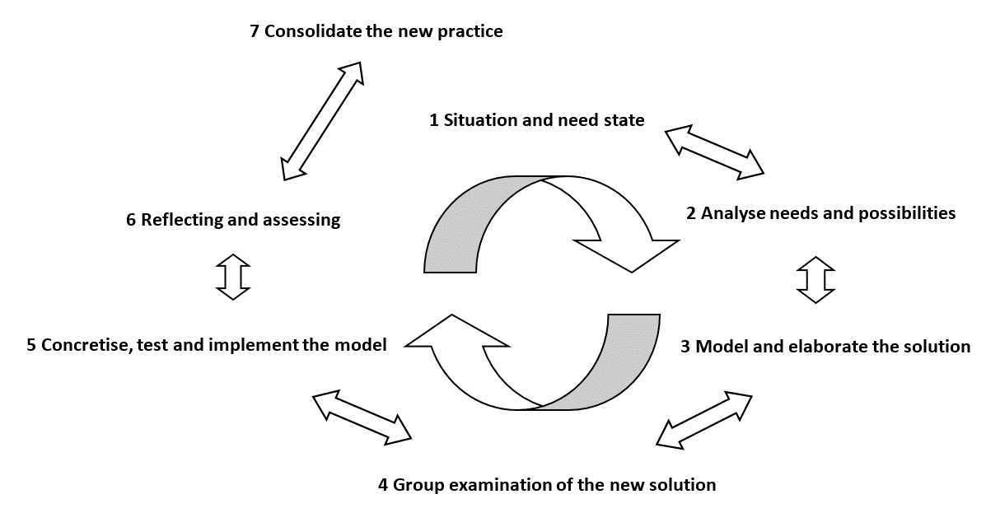 7 Consolidate the new practice
1 Situation and need state
2 Analyse needs and possibilities
3 Model and elaborate the solution
4 Group examination of the new solution
5 Concretise, test and implement the model
6 Reflecting and assessing